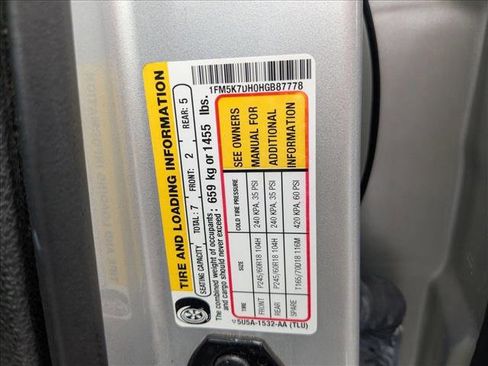 1FM5K7DH0HGB87778
TIRE AND LOADING INFORMATION
SEATING CAPACITY TOTAL: 7 FRONT: 2 REAR: 5
The combined weight of occupants and cargo should never exceed: 659 kg or 1455 lbs.
TIRE COLD TIRE PRESSURE
FRONT P245/60R18 104H 240 KPA, 35 PSI
REAR P245/60R18 104H 240 KPA, 35 PSI
SPARE T165/70D18 116M 420 KPA, 60 PSI
SEE OWNERS
MANUAL FOR
ADDITIONAL
INFORMATION
5U5A-1532-AA (TLU)